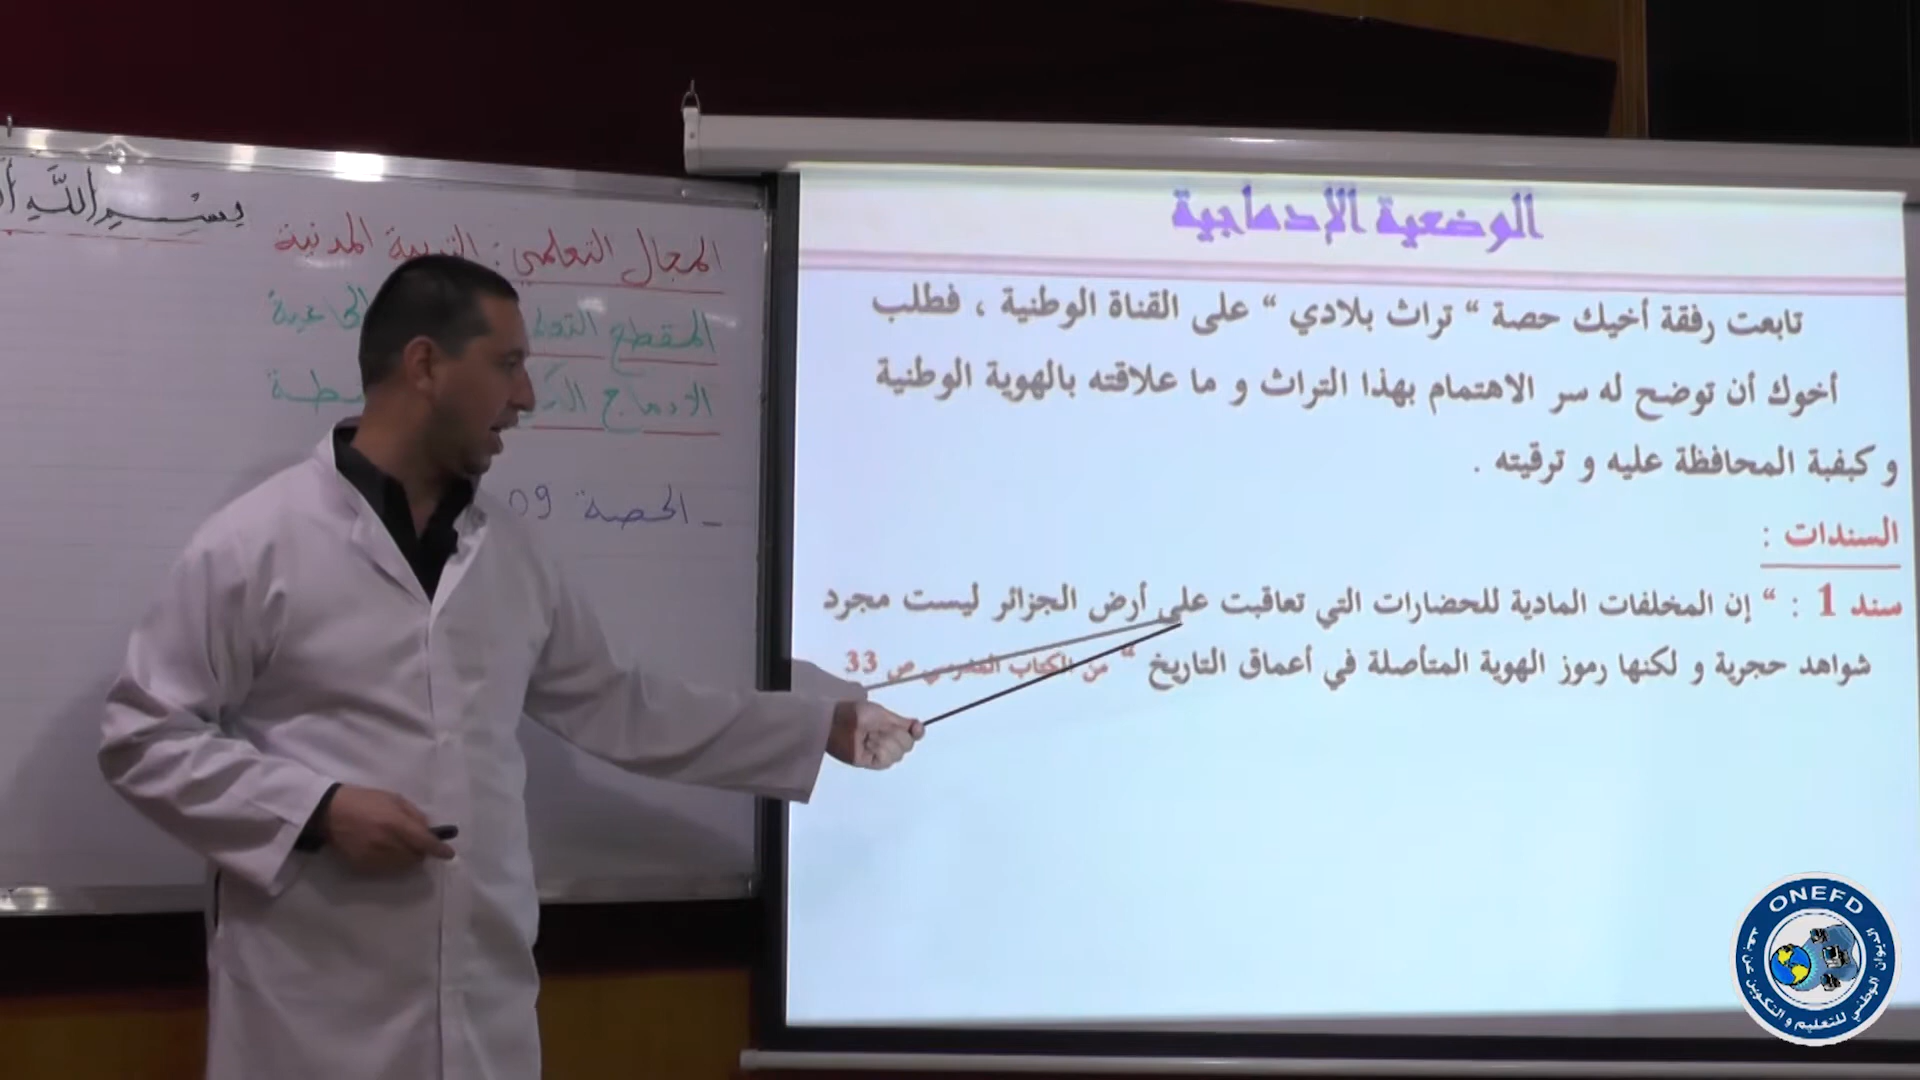 بِسْمِ اللَّهِ
المجال التعلمي : التربية المدنية
المقطع
الادماج
- الحصة 09
الوضعية الإدماجية
تابعت رفقة أخيك حصة “ تراث بلادي “ على القناة الوطنية ، فطلب
أخوك أن توضح له سر الاهتمام بهذا التراث و ما علاقته بالهوية الوطنية
و كيفبة المحافظة عليه و ترقيته .
السندات :
سند 1 : “ إن المخلفات المادية للحضارات التي تعاقبت على أرض الجزائر ليست مجرد
شواهد حجرية و لكنها رموز الهوية المتأصلة في أعماق التاريخ “ من الكتاب المدرسي ص 33
ONEFD
الديوان الوطني للتعليم و التكوين عن بعد